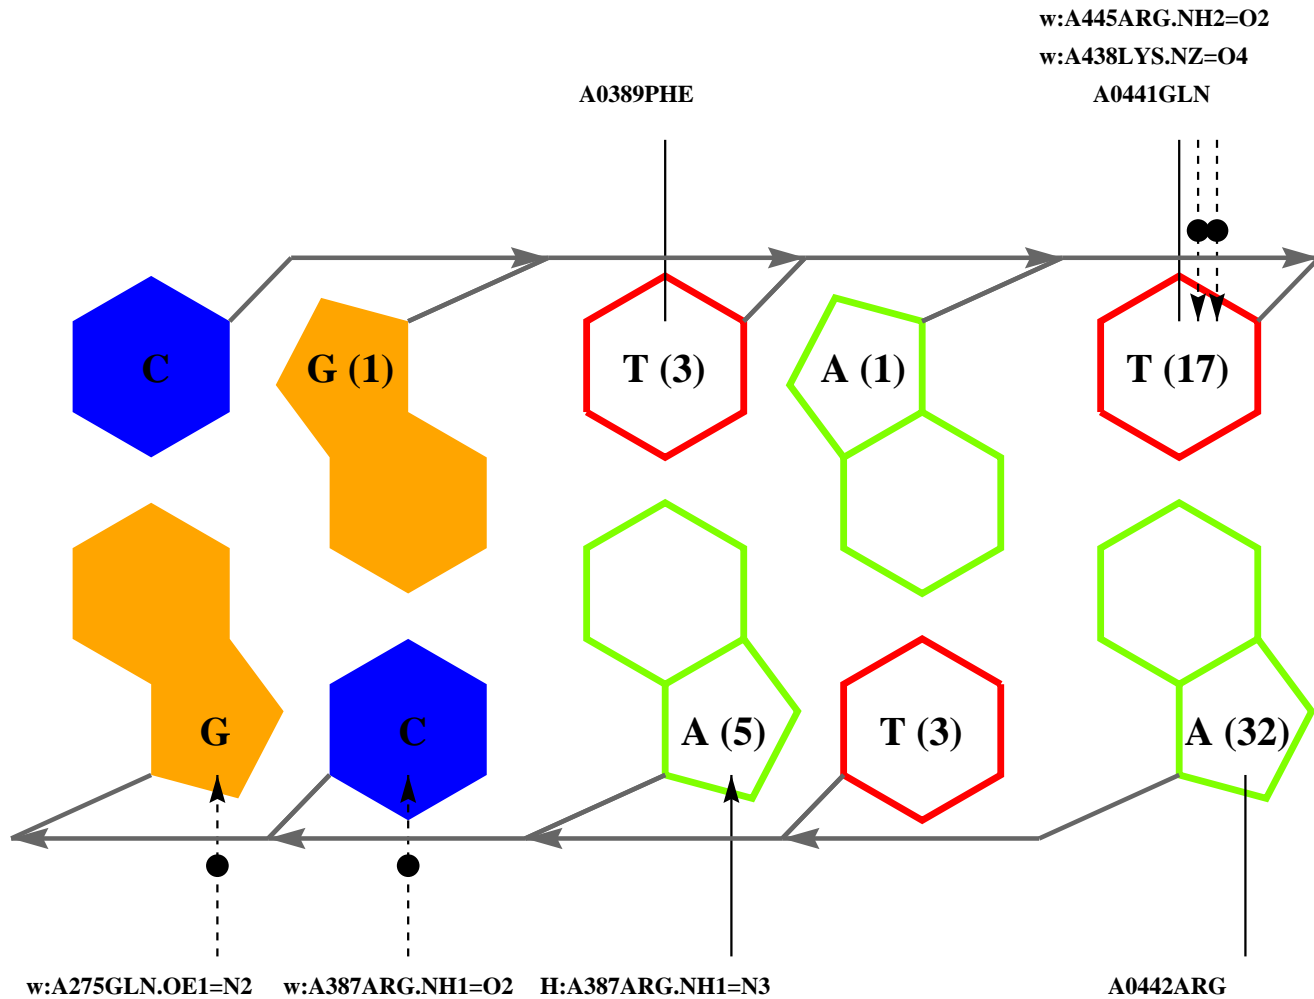 w:A445ARG.NH2=O2
w:A438LYS.NZ=O4
A0389PHE A0441GLN
C G (1) T (3) A (1) T (17)
G C A (5) T (3) A (32)
w:A275GLN.OE1=N2 w:A387ARG.NH1=O2 H:A387ARG.NH1=N3 A0442ARG